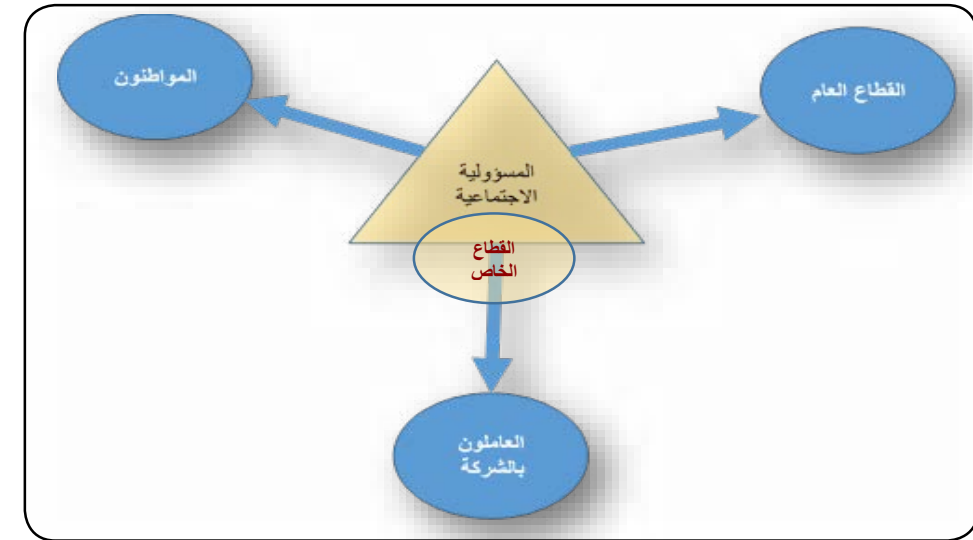 المواطنون
القطاع العام
المسؤولية
الاجتماعية
القطاع
الخاص
العاملون
بالشركة